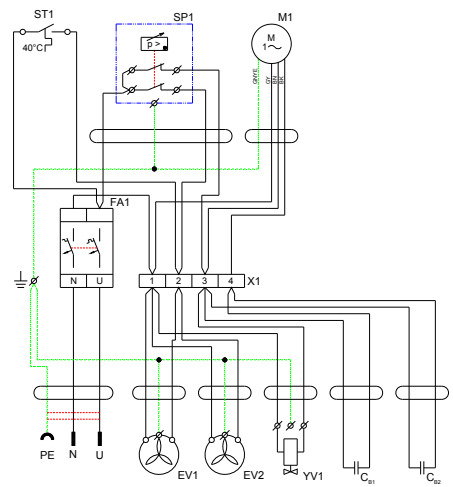 ST1
SP1
M1
40°C
p >
M
1~
GNYE
GY
BN
BK
FA1
N U
1 2 3 4
X1
PE N U
EV1
EV2
YV1
CB1
CB2